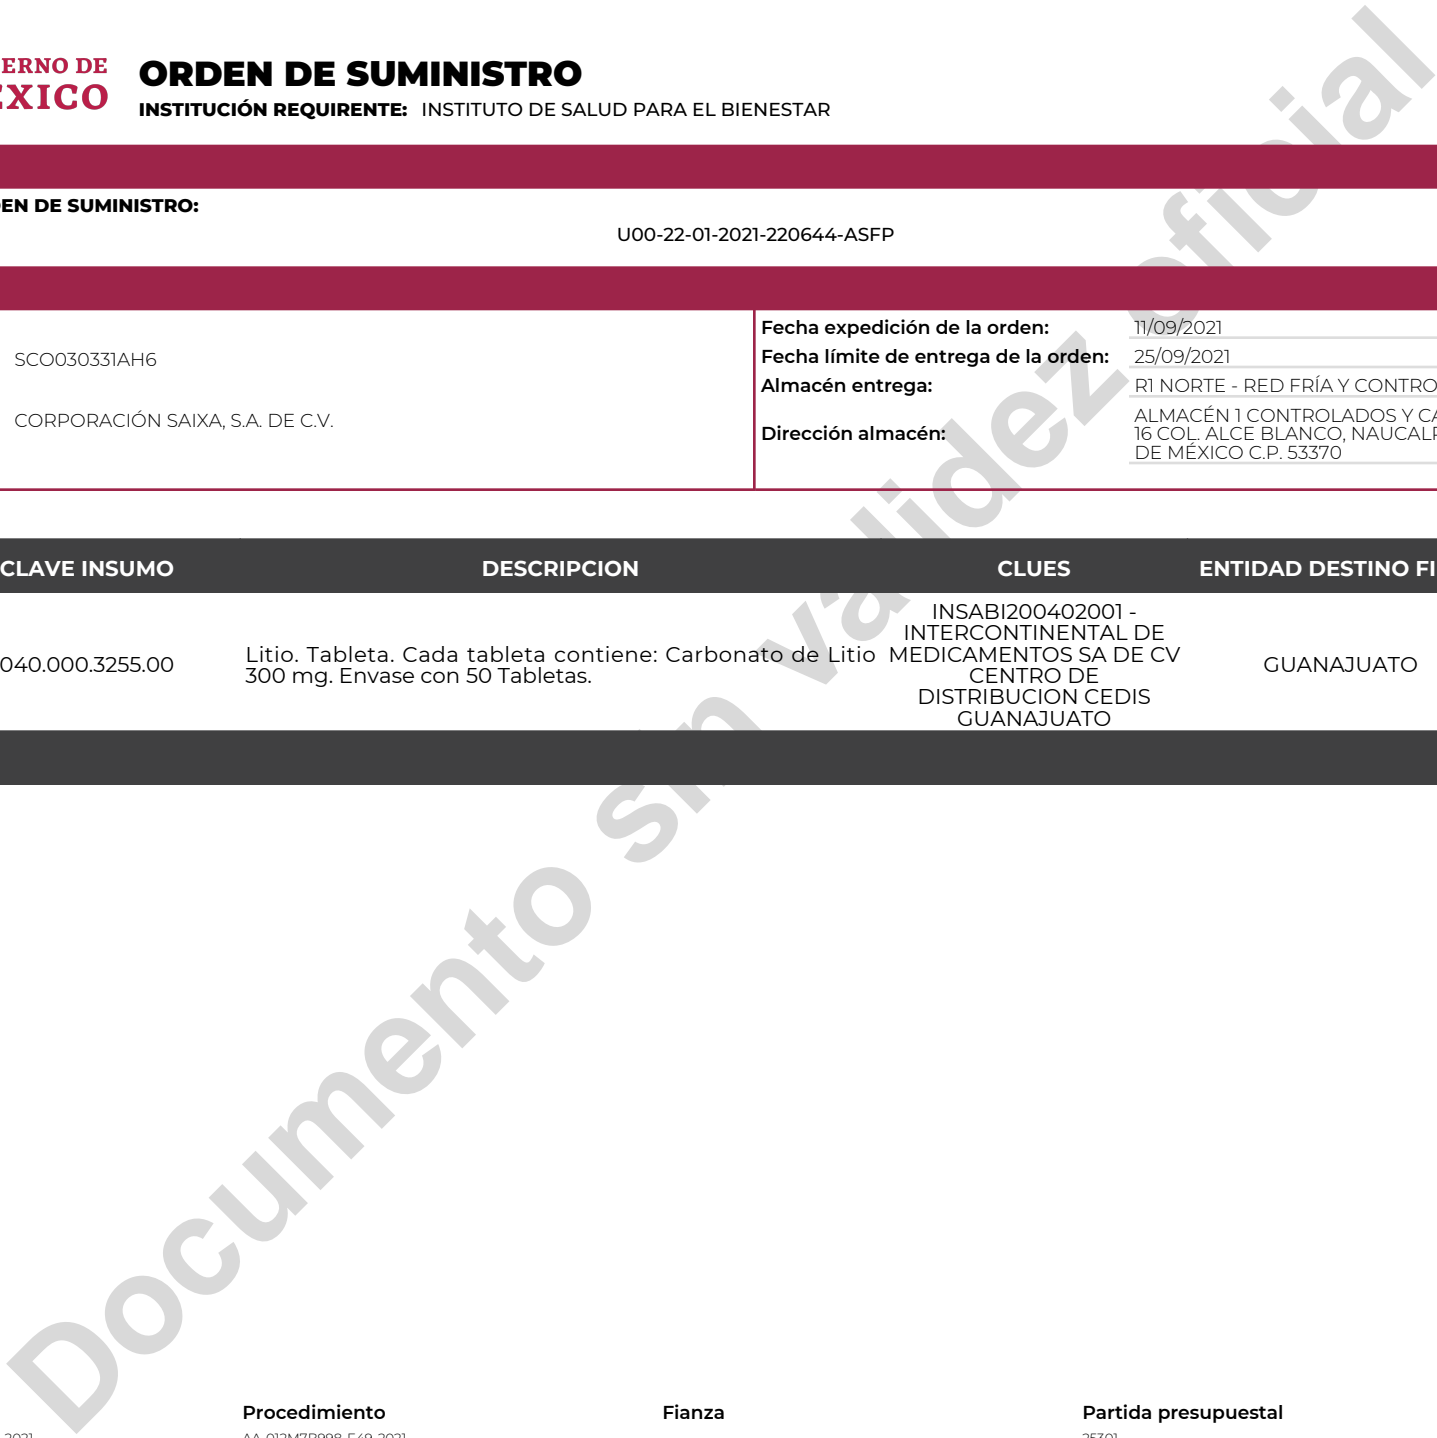 ERNO DE
ORDEN DE SUMINISTRO
INSTITUCIÓN REQUIRENTE: INSTITUTO DE SALUD PARA EL BIENESTAR
EXICO
EN DE SUMINISTRO:
U00-22-01-2021-220644-ASFP
Fecha expedición de la orden: 11/09/2021
SCO030331AH6
Fecha límite de entrega de la orden: 25/09/2021
Almacén entrega: R1 NORTE - RED FRÍA Y CONTRO
CORPORACIÓN SAIXA, S.A. DE C.V.
Dirección almacén:
ALMACÉN 1 CONTROLADOS Y CA
16 COL. ALCE BLANCO, NAUCALP
DE MÉXICO C.P. 53370
CLAVE INSUMO DESCRIPCION CLUES ENTIDAD DESTINO FI
040.000.3255.00
Litio. Tableta. Cada tableta contiene: Carbonato de Litio
300 mg. Envase con 50 Tabletas.
INSABI200402001 -
INTERCONTINENTAL DE
MEDICAMENTOS SA DE CV
CENTRO DE
DISTRIBUCION CEDIS
GUANAJUATO
GUANAJUATO
Documento sin validez oficial
Procedimiento Fianza Partida presupuestal